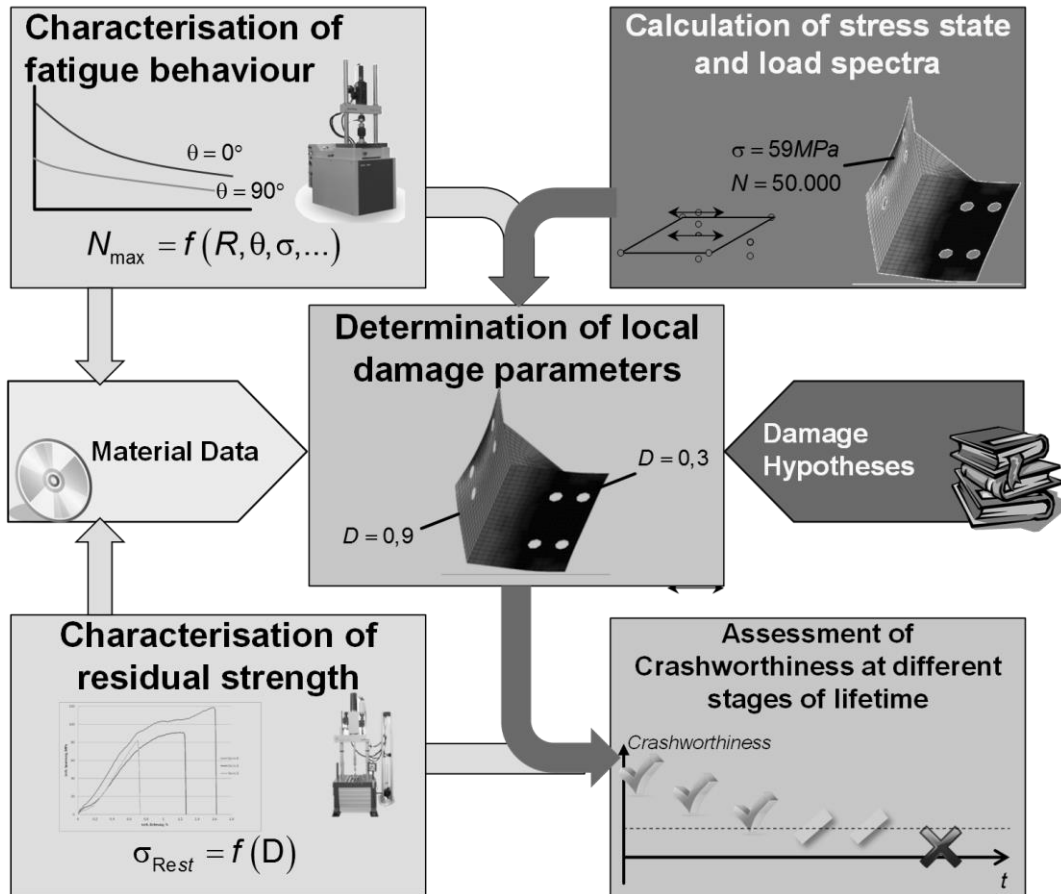 Characterisation of
fatigue behaviour
θ = 0°
θ = 90°
N_max = f(R, θ, σ,...)
Calculation of stress state
and load spectra
σ = 59MPa
N = 50.000
Determination of local
damage parameters
D = 0,3
D = 0,9
Material Data
Damage
Hypotheses
Characterisation of
residual strength
σ_Rest = f(D)
Assessment of
Crashworthiness at different
stages of lifetime
Crashworthiness
t